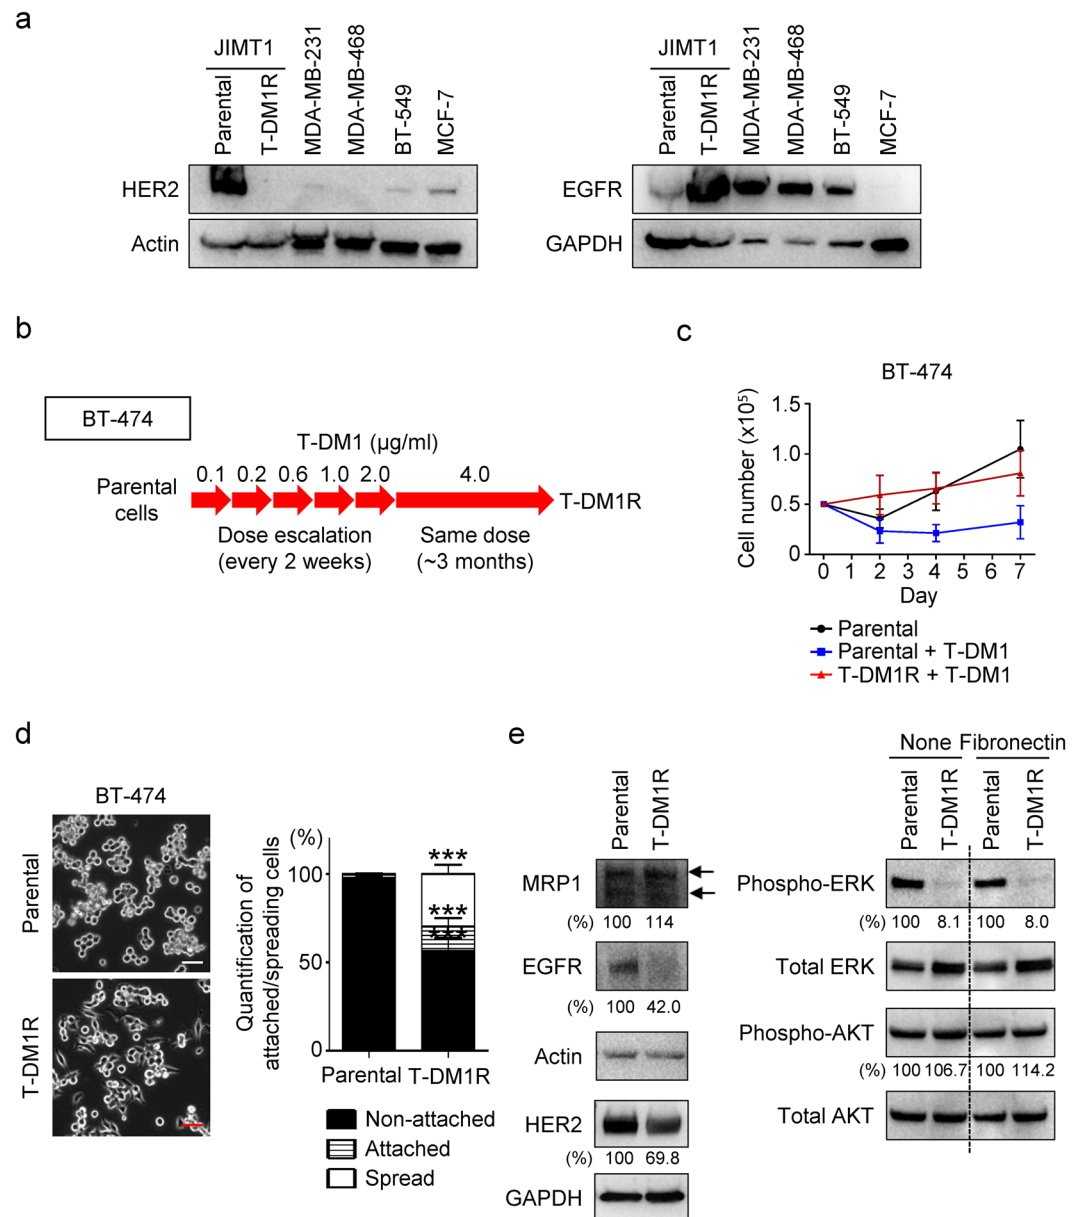 a
JIMT1
Parental
T-DM1R
MDA-MB-231
MDA-MB-468
BT-549
MCF-7
HER2
Actin
JIMT1
Parental
T-DM1R
MDA-MB-231
MDA-MB-468
BT-549
MCF-7
EGFR
GAPDH
b
BT-474
T-DM1 (µg/ml)
0.1 0.2 0.6 1.0 2.0 4.0
Parental
cells
T-DM1R
Dose escalation
(every 2 weeks)
Same dose
(~3 months)
c
BT-474
Cell number (x10⁵)
1.5
1.0
0.5
0
0 1 2 3 4 5 6 7
Day
Parental
Parental + T-DM1
T-DM1R + T-DM1
d
BT-474
Parental
T-DM1R
Quantification of
attached/spreading cells
(%)
100
50
0
***
***
***
Parental T-DM1R
Non-attached
Attached
Spread
e
Parental
T-DM1R
MRP1
(%) 100 114
EGFR
(%) 100 42.0
Actin
HER2
(%) 100 69.8
GAPDH
None Fibronectin
Parental
T-DM1R
Parental
T-DM1R
Phospho-ERK
(%) 100 8.1 100 8.0
Total ERK
Phospho-AKT
(%) 100 106.7 100 114.2
Total AKT